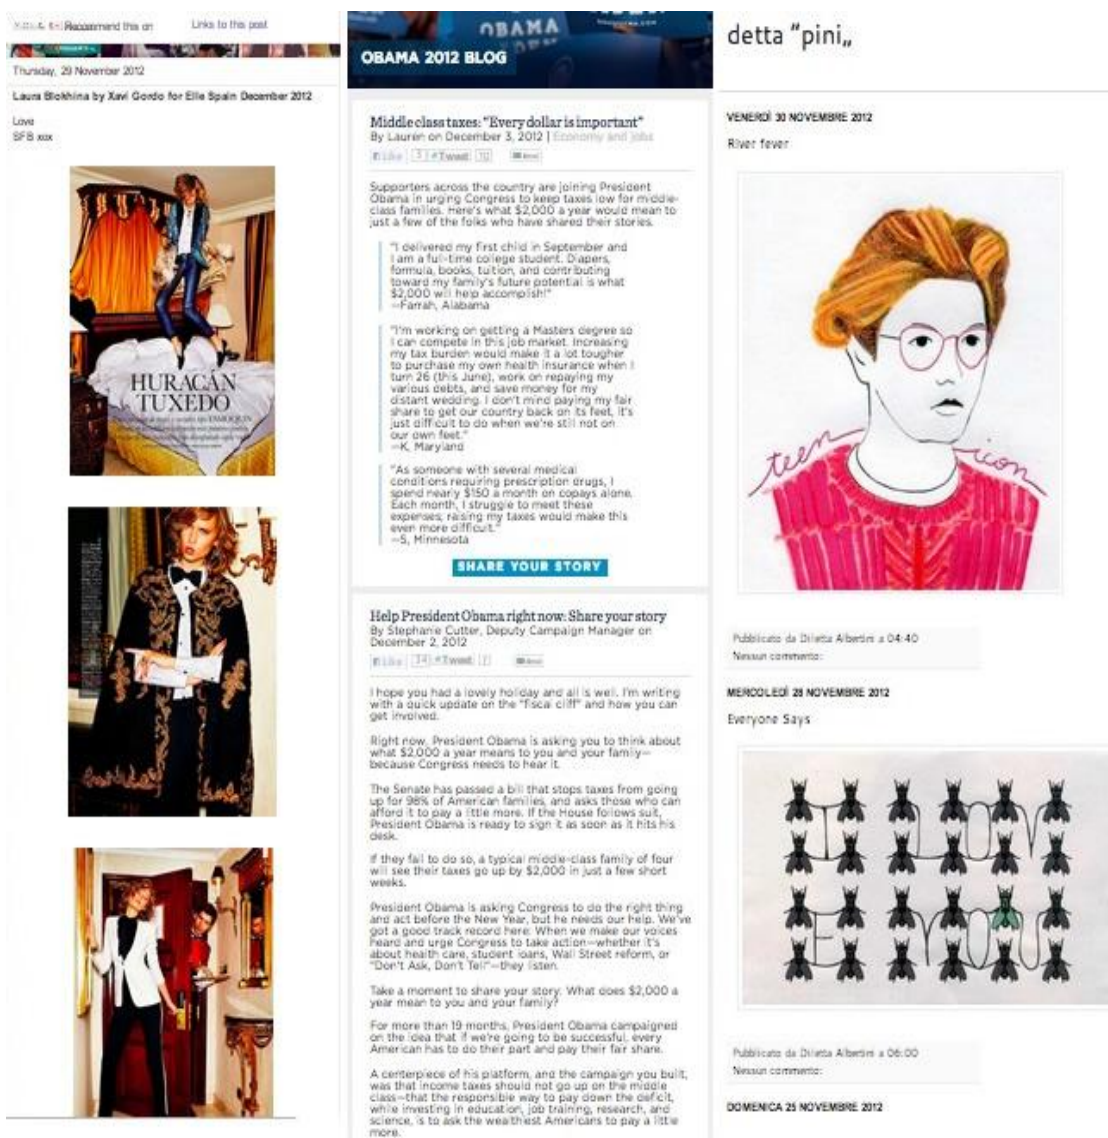 Recommend this on
Links to this post
Thursday, 29 November 2012
Laura Blokhina by Xavi Gordo for Elle Spain December 2012
Love
SFB xox
HURACÁN
TUXEDO
OBAMA
OBAMA 2012 BLOG
Middle class taxes: "Every dollar is important"
By Lauren on December 3, 2012 | Economy and jobs
Like 3 Tweet
Supporters across the country are joining President
Obama in urging Congress to keep taxes low for middle-
class families. Here's what $2,000 a year would mean to
just a few of the folks who have shared their stories.
"I delivered my first child in September and
I am a full-time college student. Diapers,
formula, books, tuition, and contributing
toward my family's future potential is what
$2,000 will help accomplish!"
—Farrah, Alabama
"I'm working on getting a Masters degree so
I can compete in this job market. Increasing
my tax burden would make it a lot tougher
to purchase my own health insurance when I
turn 26 (this June), work on repaying my
various debts, and save money for my
distant wedding. I don't mind paying my fair
share to get our country back on its feet, it's
just difficult to do when we're still not on
our own feet."
—K, Maryland
"As someone with several medical
conditions requiring prescription drugs, I
spend nearly $150 a month on copays alone.
Each month, I struggle to meet these
expenses; raising my taxes would make this
even more difficult."
—S, Minnesota
SHARE YOUR STORY
Help President Obama right now: Share your story
By Stephanie Cutter, Deputy Campaign Manager on
December 2, 2012
Like Tweet
I hope you had a lovely holiday and all is well. I'm writing
with a quick update on the "fiscal cliff" and how you can
get involved.
Right now, President Obama is asking you to think about
what $2,000 a year means to you and your family—
because Congress needs to hear it.
The Senate has passed a bill that stops taxes from going
up for 98% of American families, and asks those who can
afford it to pay a little more. If the House follows suit,
President Obama is ready to sign it as soon as it hits his
desk.
If they fail to do so, a typical middle-class family of four
will see their taxes go up by $2,000 in just a few short
weeks.
President Obama is asking Congress to do the right thing
and act before the New Year, but he needs our help. We've
got a good track record here: When we make our voices
heard and urge Congress to take action—whether it's
about health care, student loans, Wall Street reform, or
"Don't Ask, Don't Tell"—they listen.
Take a moment to share your story: What does $2,000 a
year mean to you and your family?
For more than 19 months, President Obama campaigned
on the idea that if we're going to be successful, every
American has to do their part and pay their fair share.
A centerpiece of his platform, and the campaign you built,
was that income taxes should not go up on the middle
class—that the responsible way to pay down the deficit,
while investing in education, job training, research, and
science, is to ask the wealthiest Americans to pay a little
more.
detta "pini„
VENERDÌ 30 NOVEMBRE 2012
River fever
teen icon
Pubblicato da Diletta Albertini a 04:40
Nessun commento:
MERCOLEDÌ 28 NOVEMBRE 2012
Everyone Says
I LOV
E YOU
Pubblicato da Diletta Albertini a 06:00
Nessun commento:
DOMENICA 25 NOVEMBRE 2012